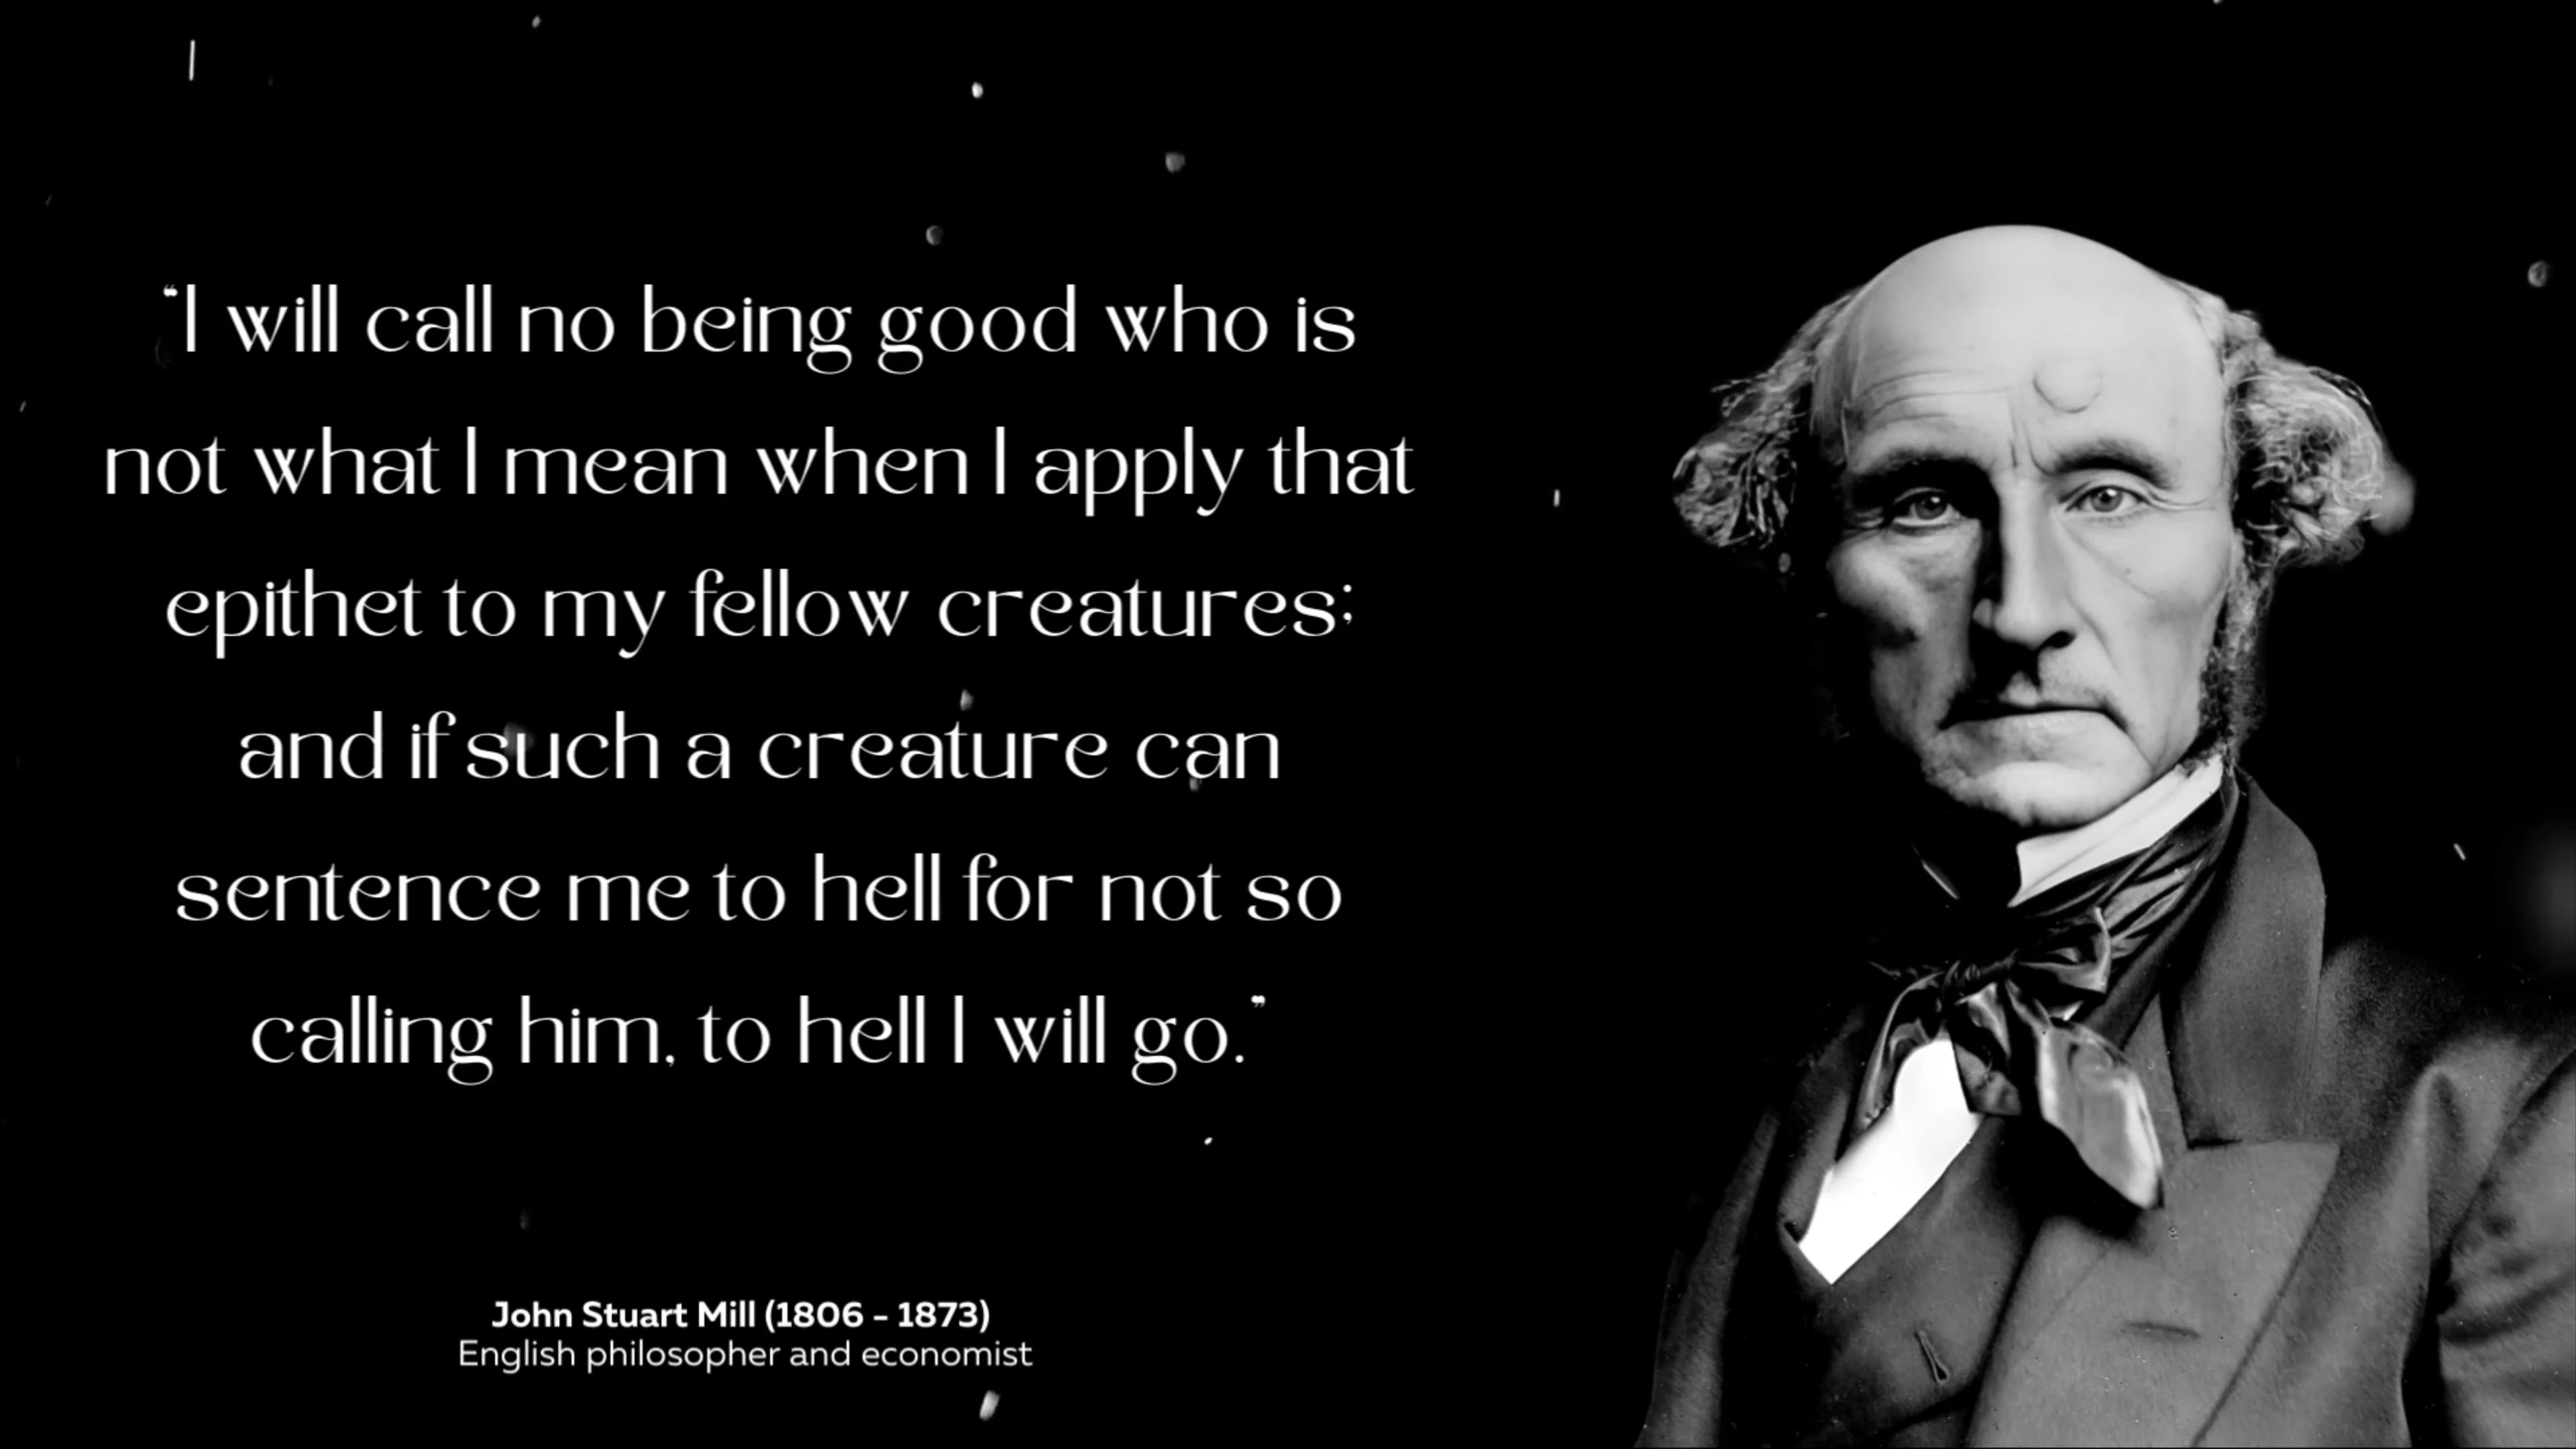 “I will call no being good who is
not what I mean when I apply that
epithet to my fellow creatures;
and if such a creature can
sentence me to hell for not so
calling him, to hell I will go.”
John Stuart Mill (1806 - 1873)
English philosopher and economist